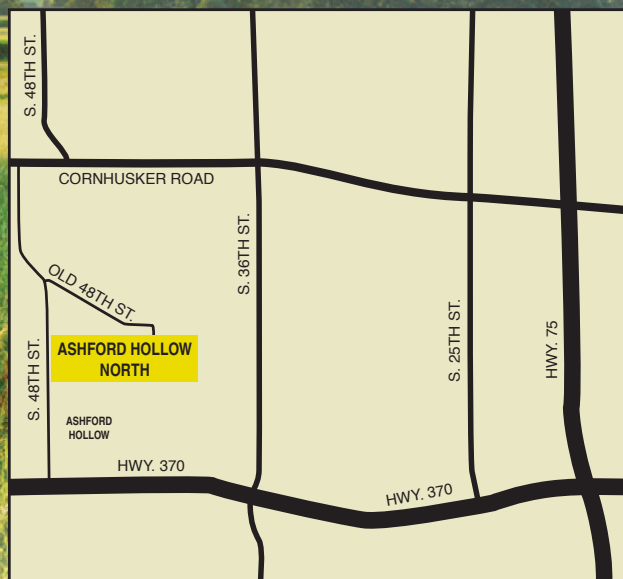 S. 48TH ST.
CORNHUSKER ROAD
S. 36TH ST.
OLD 48TH ST.
S. 25TH ST.
HWY. 75
S. 48TH ST.
ASHFORD HOLLOW
NORTH
ASHFORD
HOLLOW
HWY. 370
HWY. 370